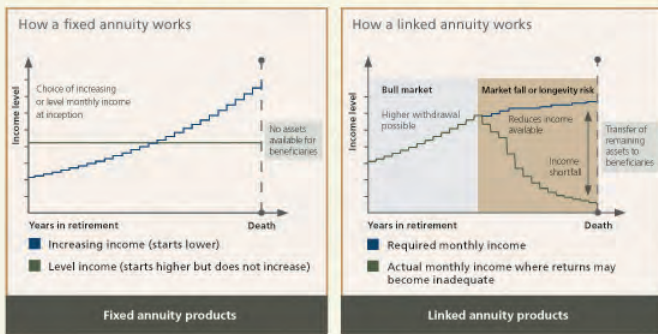 How a fixed annuity works
Income level
Choice of increasing
or level monthly income
at inception
No assets
available for
beneficiaries
Years in retirement
Death
Increasing income (starts lower)
Level income (starts higher but does not increase)
Fixed annuity products
How a linked annuity works
Income level
Bull market
Market fall or longevity risk
Higher withdrawal
possible
Reduces income
available
Income
shortfall
Transfer of
remaining
assets to
beneficiaries
Years in retirement
Death
Required monthly income
Actual monthly income where returns may
become inadequate
Linked annuity products